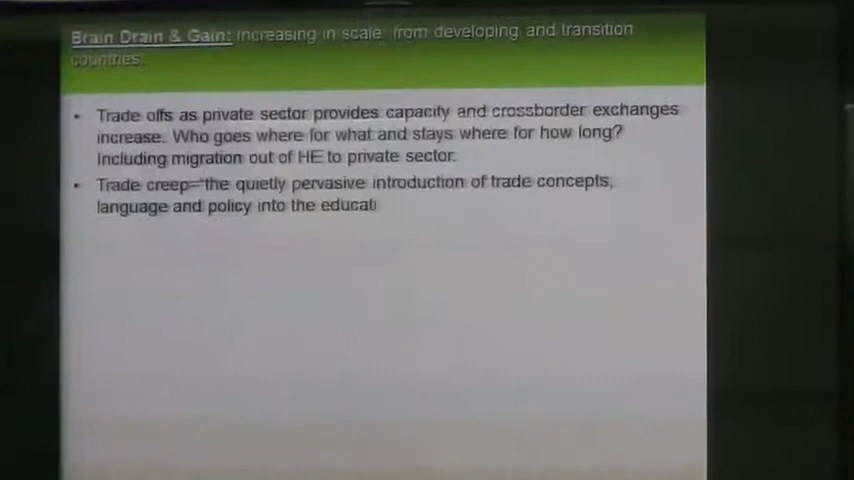 Brain Drain & Gain: Increasing in scale from developing and transition
countries.
• Trade offs as private sector provides capacity and crossborder exchanges
increase. Who goes where for what and stays where for how long?
Including migration out of HE to private sector.
• Trade creep="the quietly pervasive introduction of trade concepts,
language and policy into the educati